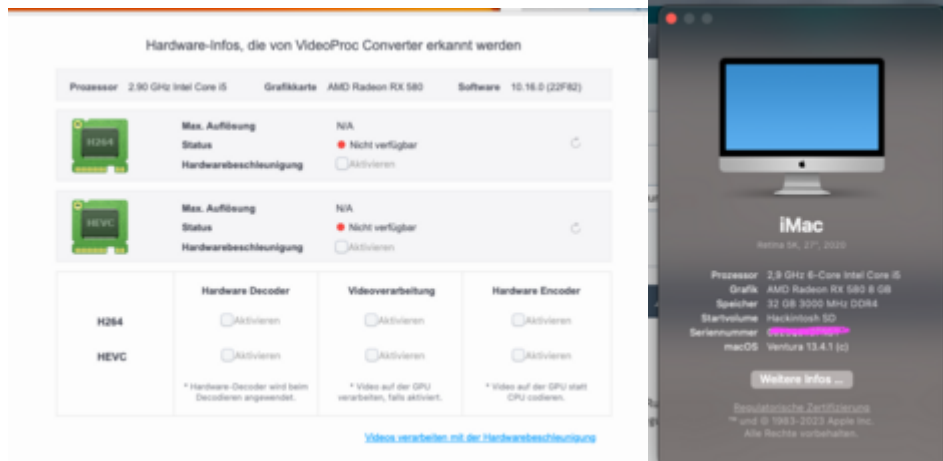 Hardware-Infos, die von VideoProc Converter erkannt werden
Prozessor 2.90 GHz Intel Core i5 Grafikkarte AMD Radeon RX 580 Software 10.16.0 (22F82)
H264
Max. Auflösung N/A
Status Nicht verfügbar
Hardwarebeschleunigung Aktivieren
HEVC
Max. Auflösung N/A
Status Nicht verfügbar
Hardwarebeschleunigung Aktivieren
Hardware Decoder Videoverarbeitung Hardware Encoder
H264 Aktivieren Aktivieren Aktivieren
HEVC Aktivieren Aktivieren Aktivieren
* Hardware-Decoder wird beim Decodieren angewendet.
* Video auf der GPU verarbeiten, falls aktiviert.
* Video auf der GPU statt CPU codieren.
Videos verarbeiten mit der Hardwarebeschleunigung
iMac
Retina 5K, 27", 2020
Prozessor 2,9 GHz 6-Core Intel Core i5
Grafik AMD Radeon RX 580 8 GB
Speicher 32 GB 3000 MHz DDR4
Startvolume Hackintosh SD
Seriennummer
macOS Ventura 13.4.1 (c)
Weitere Infos ...
Regulatorische Zertifizierung
™ und © 1983-2023 Apple Inc.
Alle Rechte vorbehalten.